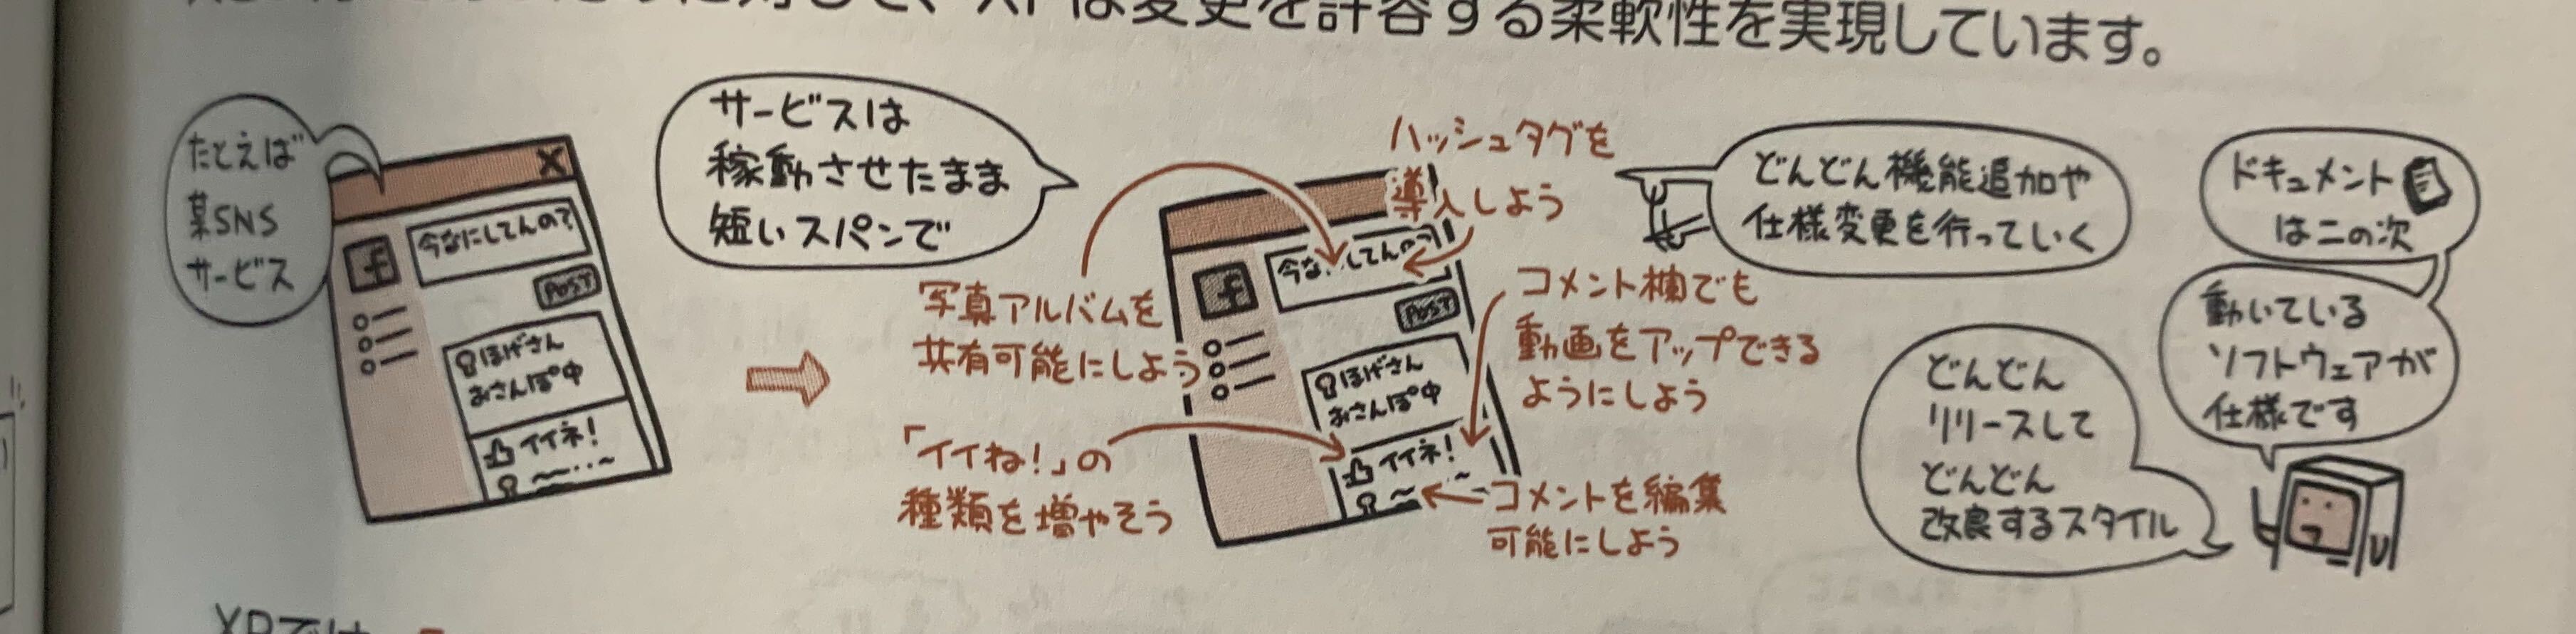 XPは変更を許容する柔軟性を実現しています。
たとえば
某SNS
サービス
×
f
今なにしてんの?
POST
ほげさん
おさんぽ中
イイネ!
サービスは
稼動させたまま
短いスパンで
写真アルバムを
共有可能にしよう
「イイね!」の
種類を増やそう
ハッシュタグを
導入しよう
f
POST
ほげさん
おさんぽ中
イイネ!
コメント欄でも
動画をアップできる
ようにしよう
コメントを編集
可能にしよう
どんどん機能追加や
仕様変更を行っていく
ドキュメント
は二の次
動いている
ソフトウェアが
仕様です
どんどん
リリースして
どんどん
改良するスタイル
XPでは